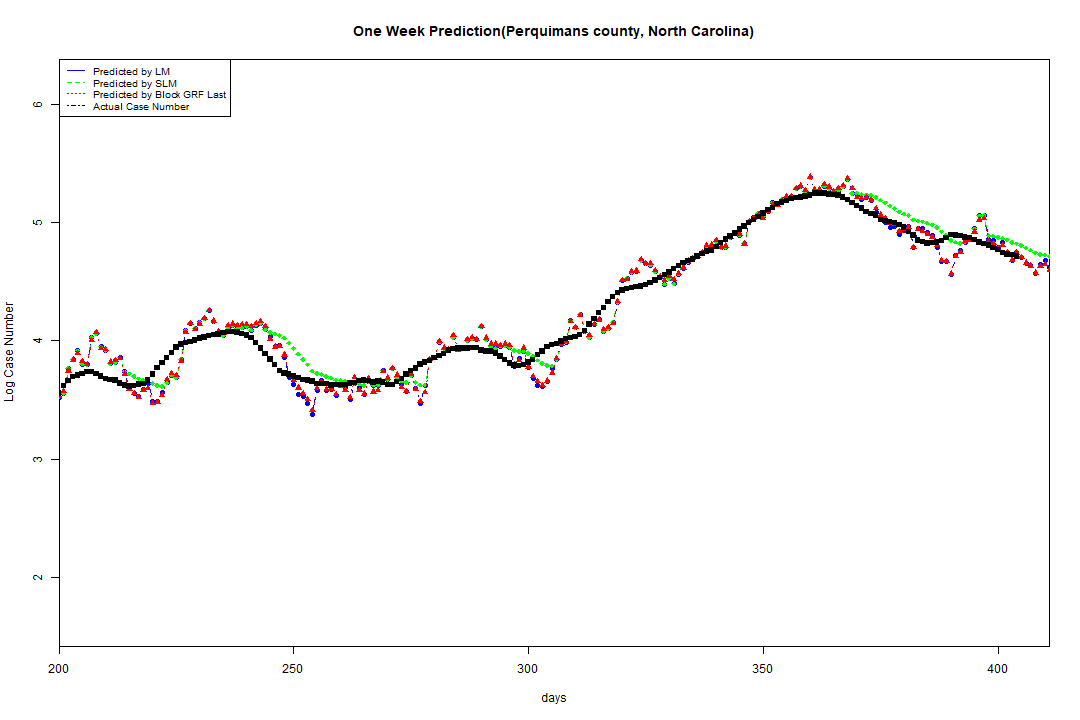 One Week Prediction(Perquimans county, North Carolina)
Predicted by LM
Predicted by SLM
Predicted by Block GRF Last
Actual Case Number
6
5
4
3
2
Log Case Number
200 250 300 350 400
days